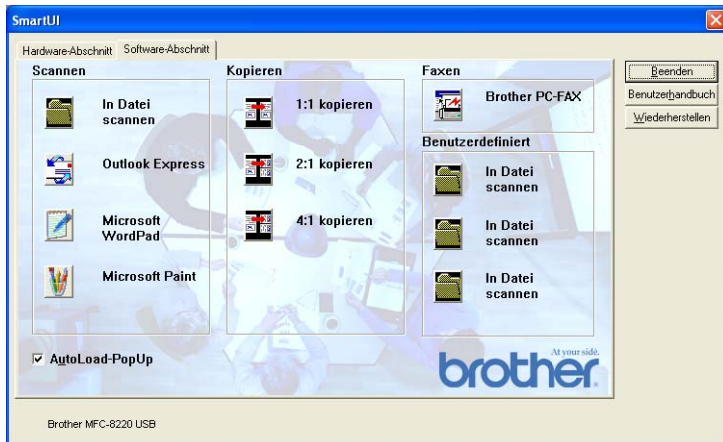 SmartUI
Hardware-Abschnitt
Software-Abschnitt
Scannen
In Datei
scannen
Outlook Express
Microsoft
WordPad
Microsoft Paint
Kopieren
1:1 kopieren
2:1 kopieren
4:1 kopieren
Faxen
Brother PC-FAX
Benutzerdefiniert
In Datei
scannen
In Datei
scannen
In Datei
scannen
Beenden
Benutzerhandbuch
Wiederherstellen
AutoLoad-PopUp
At your side.
brother
Brother MFC-8220 USB